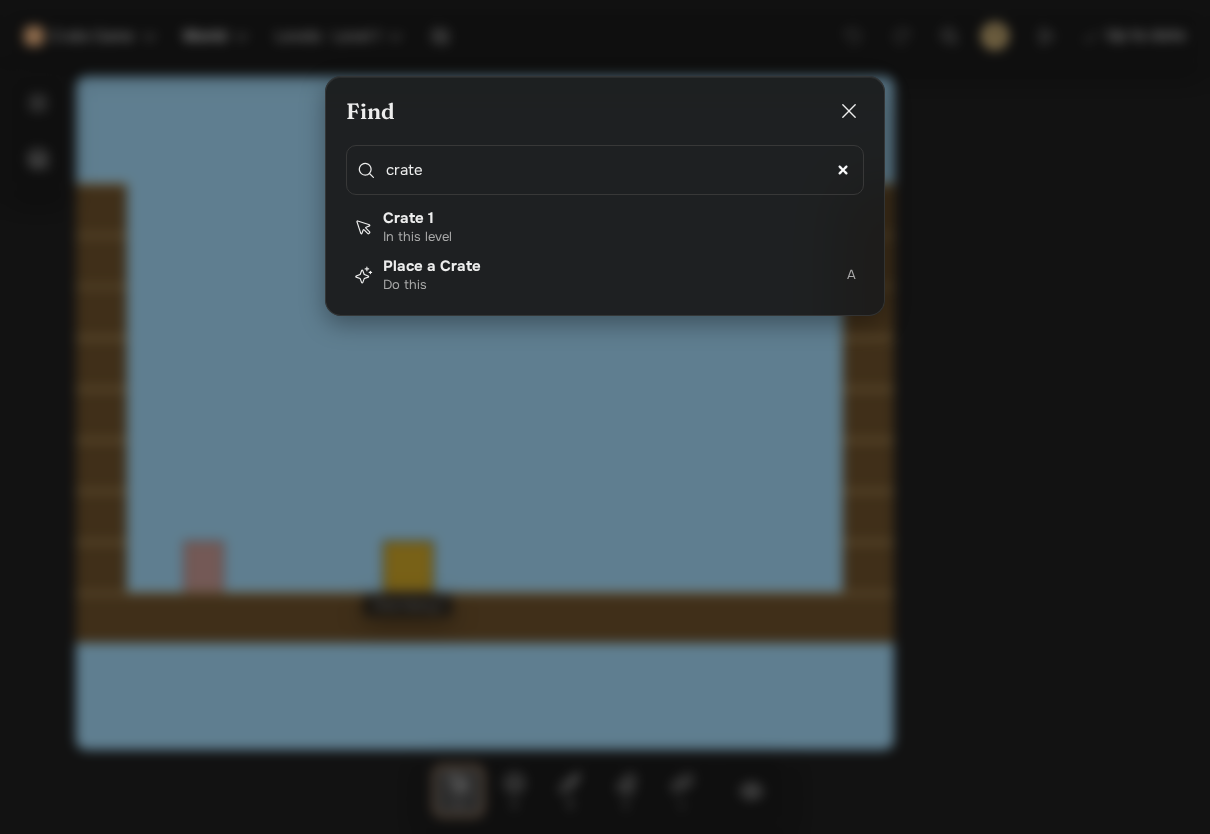 Find
crate
Crate 1
In this level
Place a Crate
A
Do this